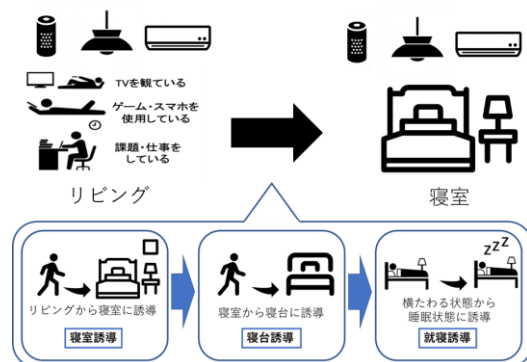 TVを観ている
ゲーム・スマホを
使用している
課題・仕事を
している
リビング
寝室
リビングから寝室に誘導
寝室誘導
寝室から寝台に誘導
寝台誘導
zzz
横たわる状態から
睡眠状態に誘導
就寝誘導